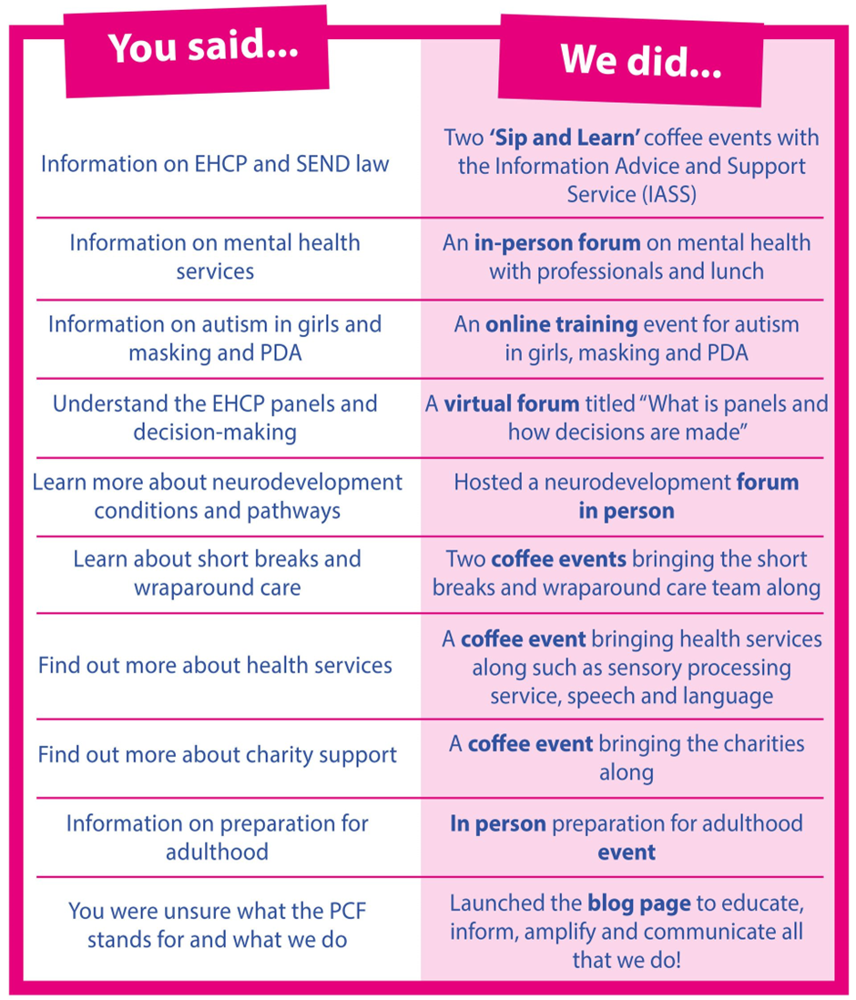 You said...
We did...
Information on EHCP and SEND law
Two ‘Sip and Learn’ coffee events with
the Information Advice and Support
Service (IASS)
Information on mental health
services
An in-person forum on mental health
with professionals and lunch
Information on autism in girls and
masking and PDA
An online training event for autism
in girls, masking and PDA
Understand the EHCP panels and
decision-making
A virtual forum titled “What is panels and
how decisions are made”
Learn more about neurodevelopment
conditions and pathways
Hosted a neurodevelopment forum
in person
Learn about short breaks and
wraparound care
Two coffee events bringing the short
breaks and wraparound care team along
Find out more about health services
A coffee event bringing health services
along such as sensory processing
service, speech and language
Find out more about charity support
A coffee event bringing the charities
along
Information on preparation for
adulthood
In person preparation for adulthood
event
You were unsure what the PCF
stands for and what we do
Launched the blog page to educate,
inform, amplify and communicate all
that we do!